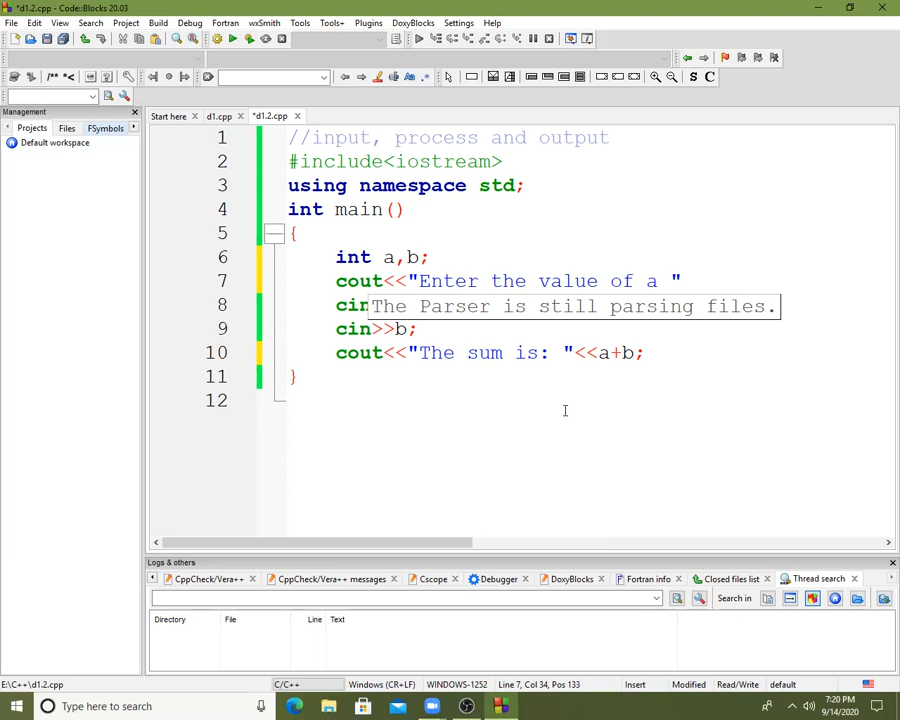 *d1.2.cpp - Code::Blocks 20.03
File Edit View Search Project Build Debug Fortran wxSmith Tools Tools+ Plugins DoxyBlocks Settings Help
/** *<
Aa .*
S C
Management
Start here d1.cpp *d1.2.cpp
Projects Files FSymbols
Default workspace
1 //input, process and output
2 #include<iostream>
3 using namespace std;
4 int main()
5 {
6 int a,b;
7 cout<<"Enter the value of a "
8 cin
The Parser is still parsing files.
9 cin>>b;
10 cout<<"The sum is: "<<a+b;
11 }
12
Logs & others
CppCheck/Vera++ CppCheck/Vera++ messages Cscope Debugger DoxyBlocks Fortran info Closed files list Thread search
Search in
Directory File Line Text
E:\C++\d1.2.cpp C/C++ Windows (CR+LF) WINDOWS-1252 Line 7, Col 34, Pos 133 Insert Modified Read/Write default
Type here to search
7:20 PM
9/14/2020